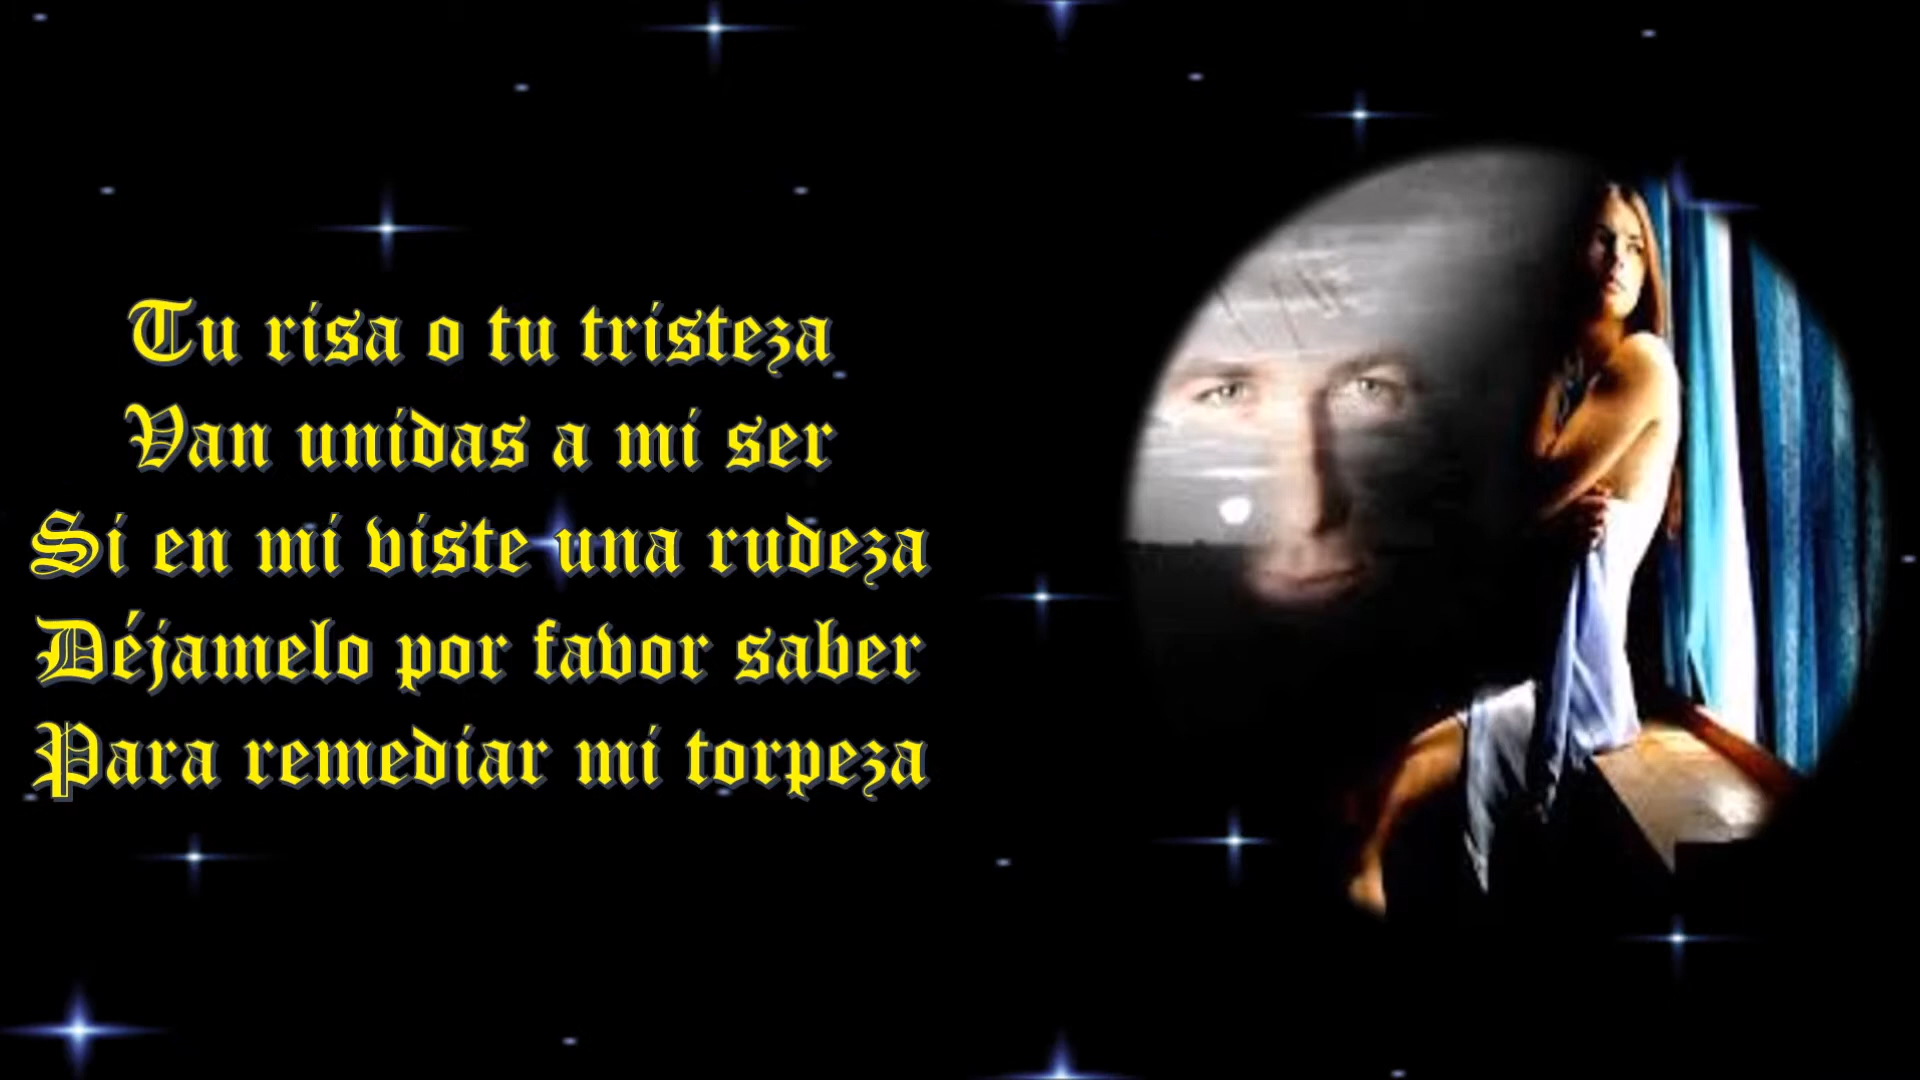 Tu risa o tu tristeza
Van unidas a mi ser
Si en mi viste una rudeza
Déjamelo por favor saber
Para remediar mi torpeza